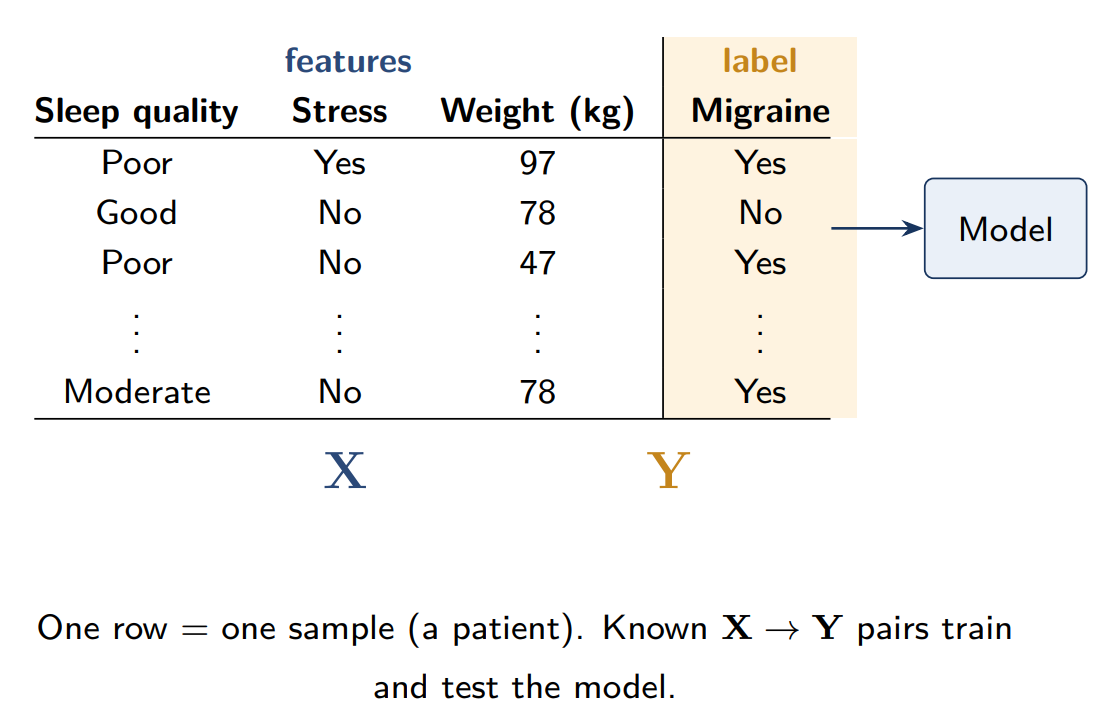 features label
Sleep quality Stress Weight (kg) Migraine
Poor Yes 97 Yes
Good No 78 No
Model
Poor No 47 Yes
⋮ ⋮ ⋮ ⋮
Moderate No 78 Yes
X Y
One row = one sample (a patient). Known X → Y pairs train
and test the model.